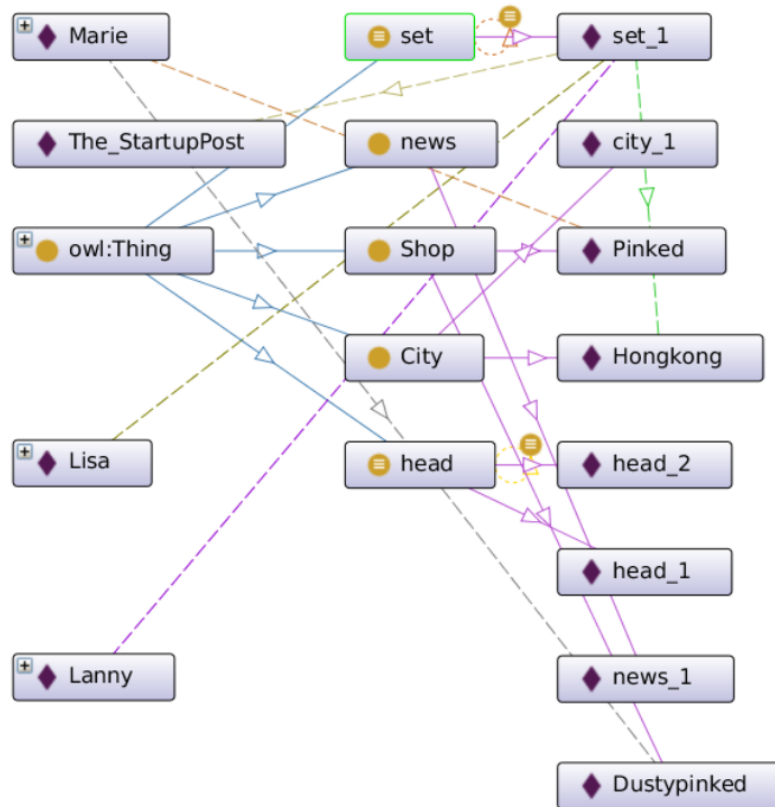 Marie
set
set_1
The_StartupPost
news
city_1
owl:Thing
Shop
Pinked
City
Hongkong
Lisa
head
head_2
head_1
Lanny
news_1
Dustypinked